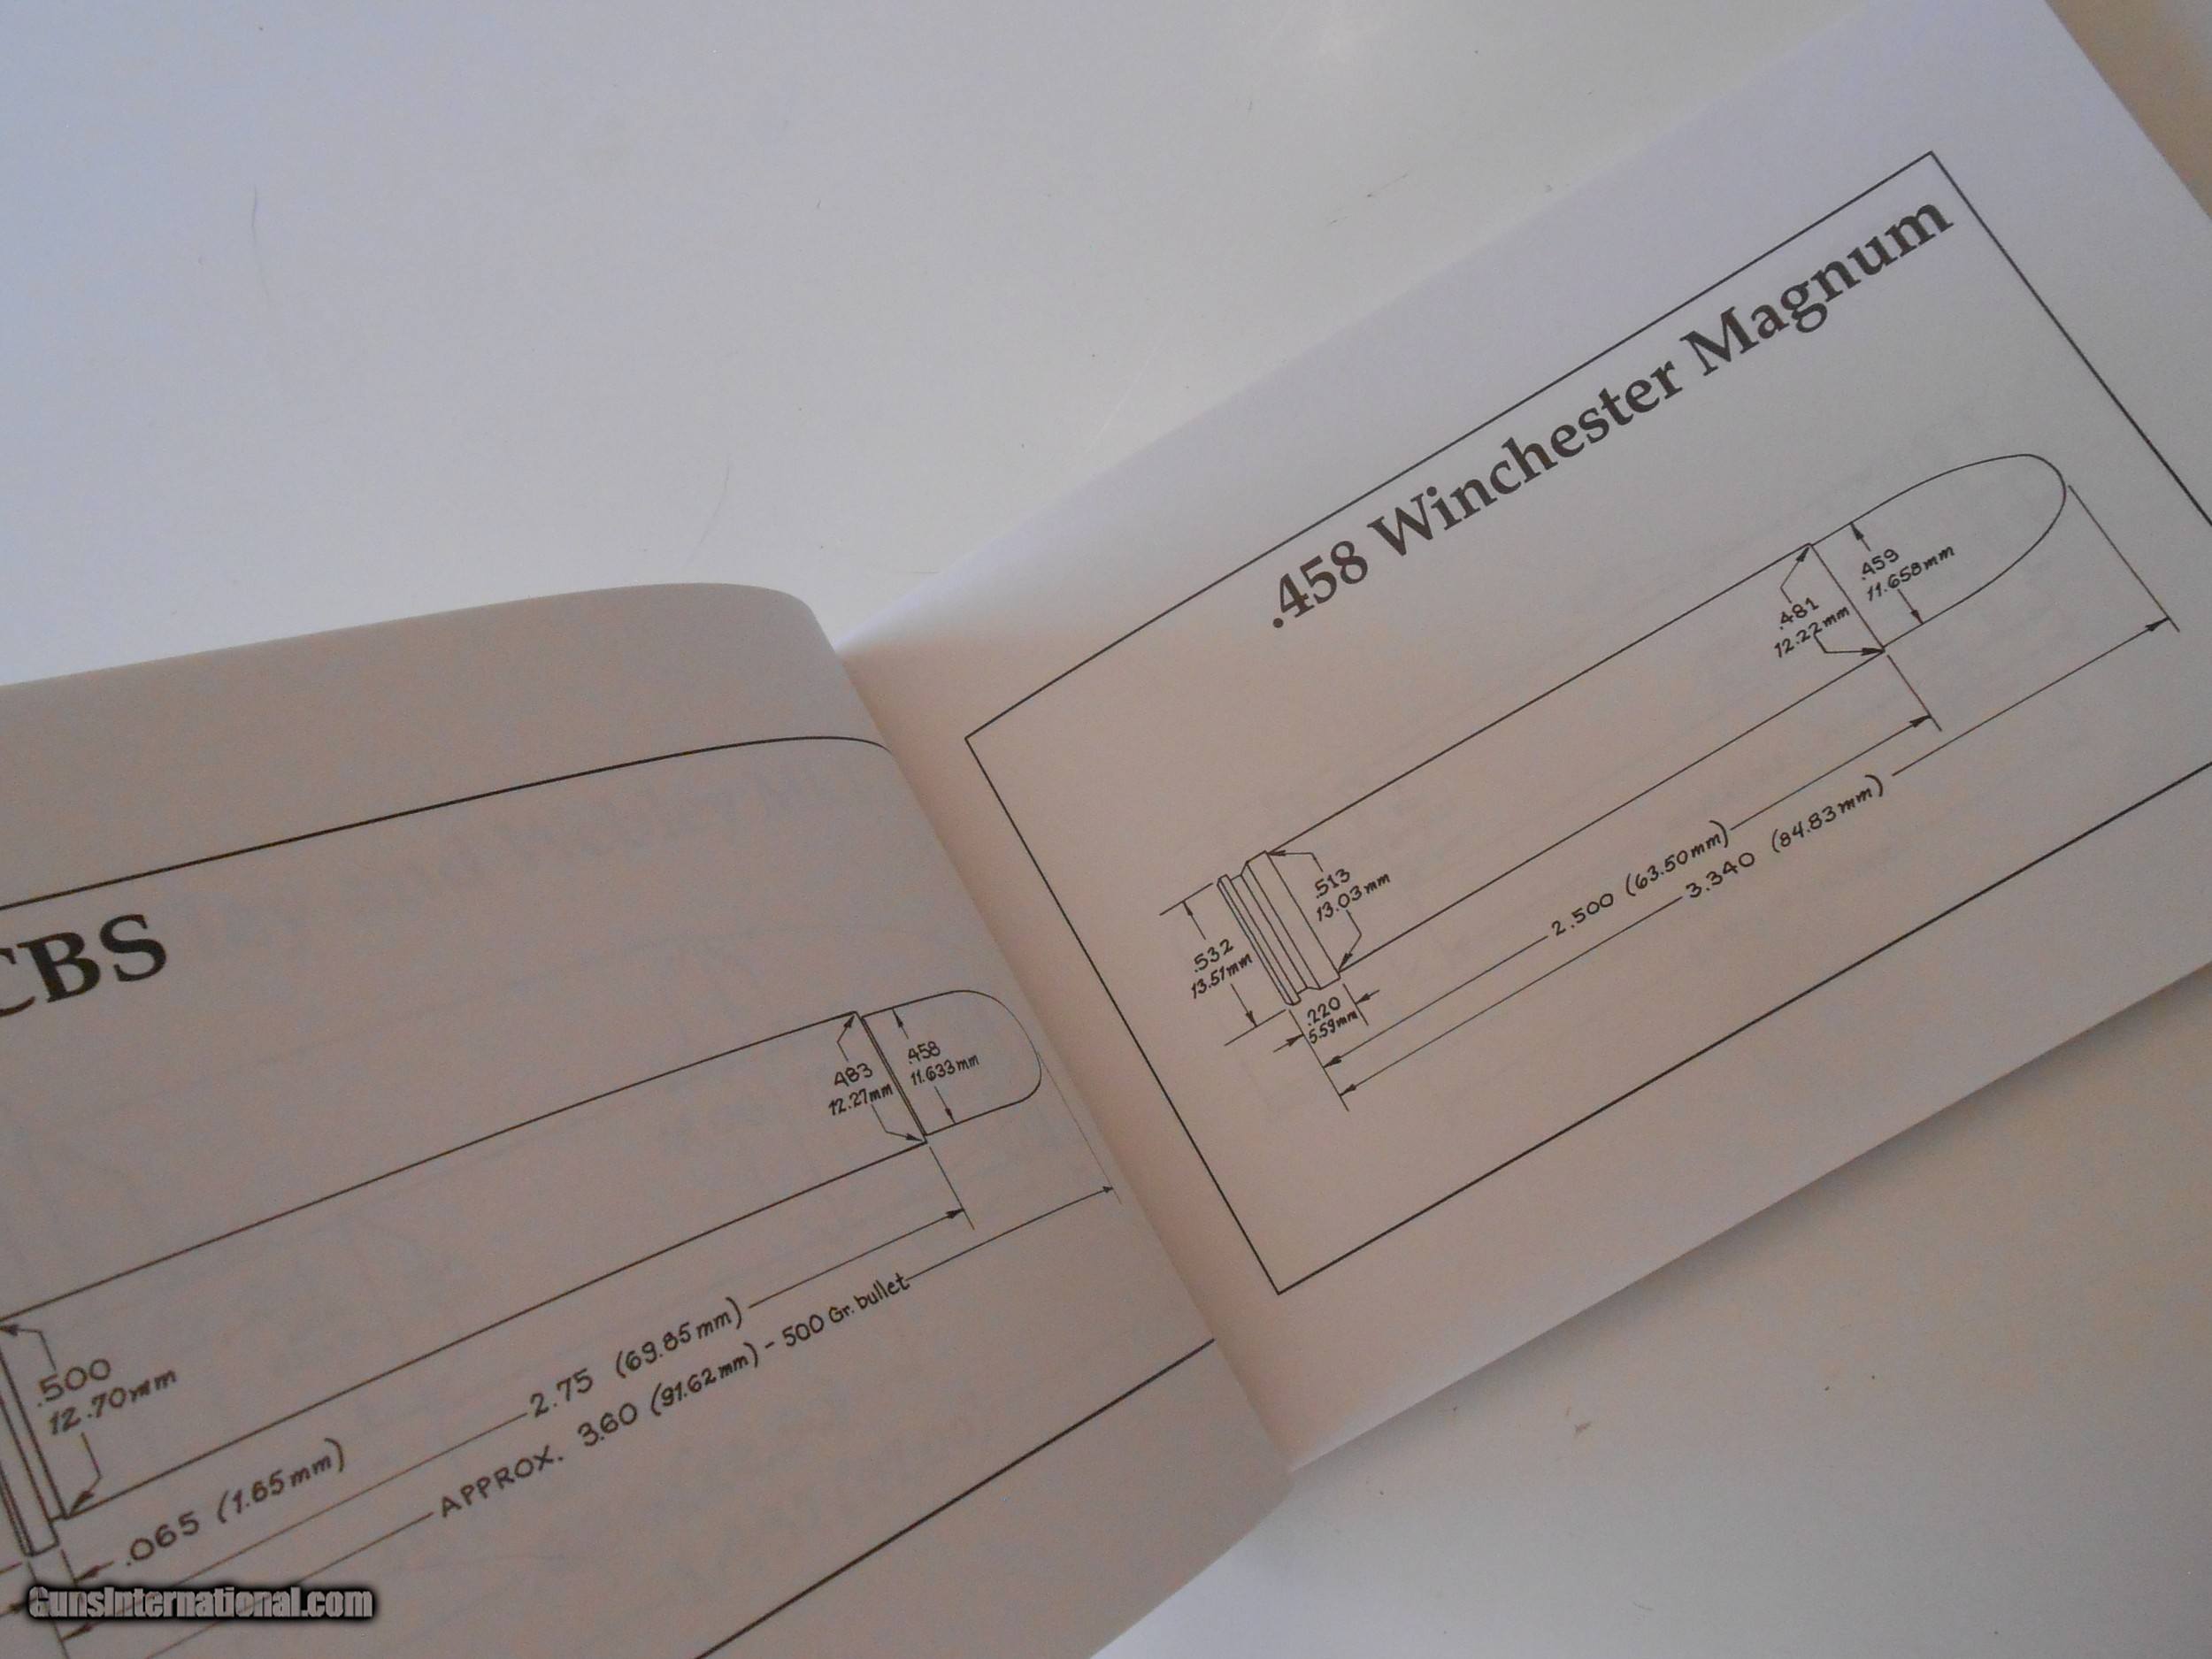 CBS
.483
12.27mm
.458
11.633mm
.500
12.70mm
.065 (1.65mm)
2.75 (69.85mm)
APPROX. 3.60 (91.62mm) - 500 Gr. bullet
.458 Winchester Magnum
.459
11.658mm
.481
12.22mm
.513
13.03mm
.532
13.51mm
.220
5.59mm
2.500 (63.50mm)
3.340 (84.83mm)
GunsInternational.com